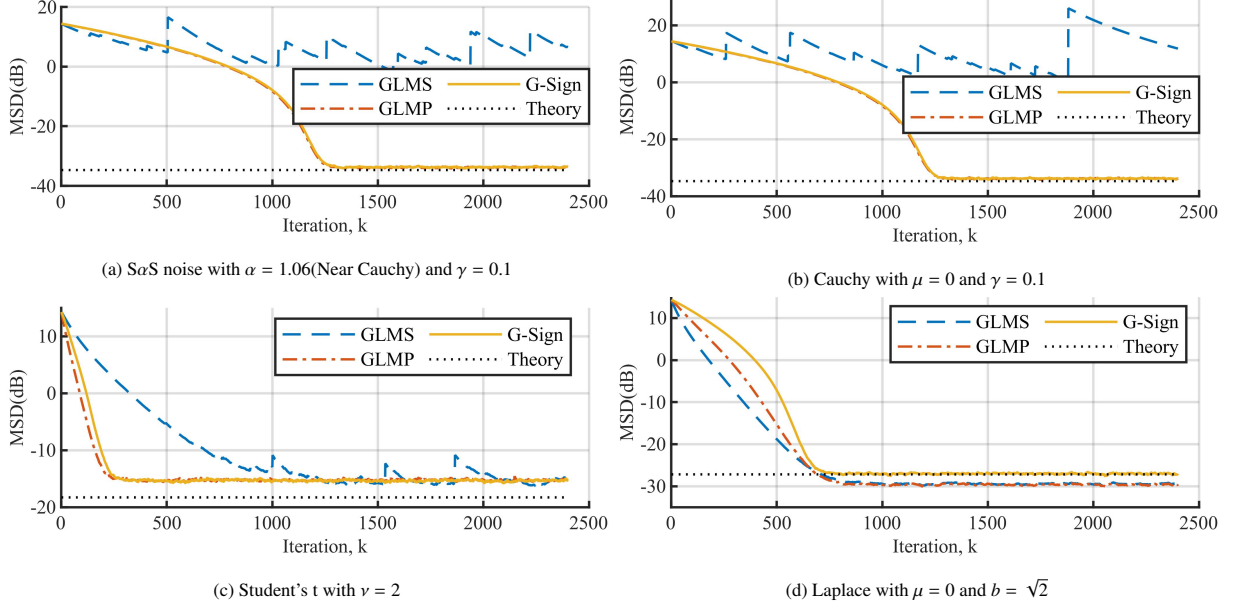 20
0
-20
-40
MSD(dB)
GLMS
G-Sign
GLMP
Theory
0 500 1000 1500 2000 2500
Iteration, k
(a) SαS noise with α = 1.06(Near Cauchy) and γ = 0.1
20
0
-20
-40
MSD(dB)
GLMS
G-Sign
GLMP
Theory
0 500 1000 1500 2000 2500
Iteration, k
(b) Cauchy with μ = 0 and γ = 0.1
10
0
-10
-20
MSD(dB)
GLMS
G-Sign
GLMP
Theory
0 500 1000 1500 2000 2500
Iteration, k
(c) Student's t with ν = 2
10
0
-10
-20
-30
MSD(dB)
GLMS
G-Sign
GLMP
Theory
0 500 1000 1500 2000 2500
Iteration, k
(d) Laplace with μ = 0 and b = √2